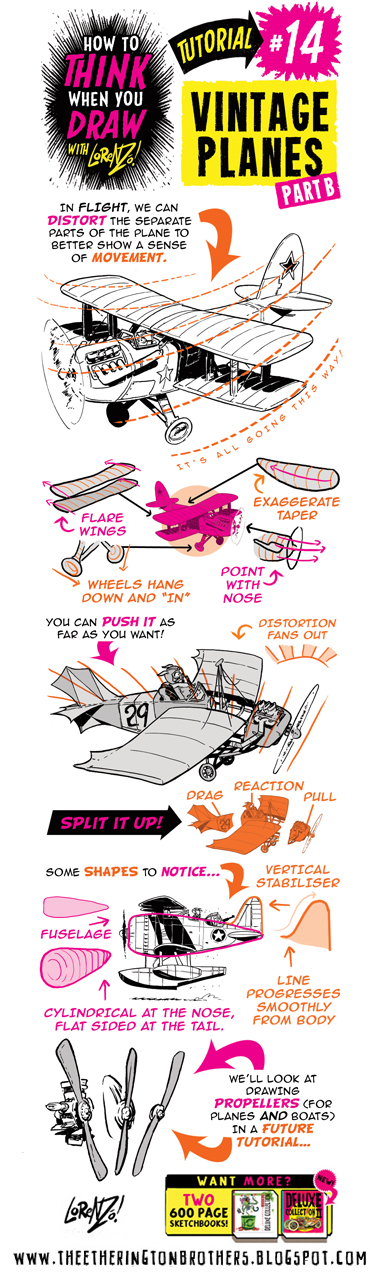 HOW TO
THINK
WHEN YOU
DRAW
WITH LORENZO!
TUTORIAL
#14
VINTAGE
PLANES
PART B
IN FLIGHT, WE CAN
DISTORT THE SEPARATE
PARTS OF THE PLANE TO
BETTER SHOW A SENSE
OF MOVEMENT.
IT'S ALL GOING THIS WAY!
FLARE
WINGS
EXAGGERATE
TAPER
WHEELS HANG
DOWN AND "IN"
POINT
WITH
NOSE
YOU CAN PUSH IT AS
FAR AS YOU WANT!
DISTORTION
FANS OUT
29
SPLIT IT UP!
DRAG
REACTION
PULL
29
SOME SHAPES TO NOTICE...
VERTICAL
STABILISER
FUSELAGE
LINE
PROGRESSES
SMOOTHLY
FROM BODY
CYLINDRICAL AT THE NOSE,
FLAT SIDED AT THE TAIL.
WE'LL LOOK AT
DRAWING
PROPELLERS (FOR
PLANES AND BOATS)
IN A FUTURE
TUTORIAL...
LORENZO!
WANT MORE?
NEW!
TWO
600 PAGE
SKETCHBOOKS!
DELUXE COLLECTION
DELUXE
COLLECTION II
WWW.THEETHERINGTONBROTHERS.BLOGSPOT.COM